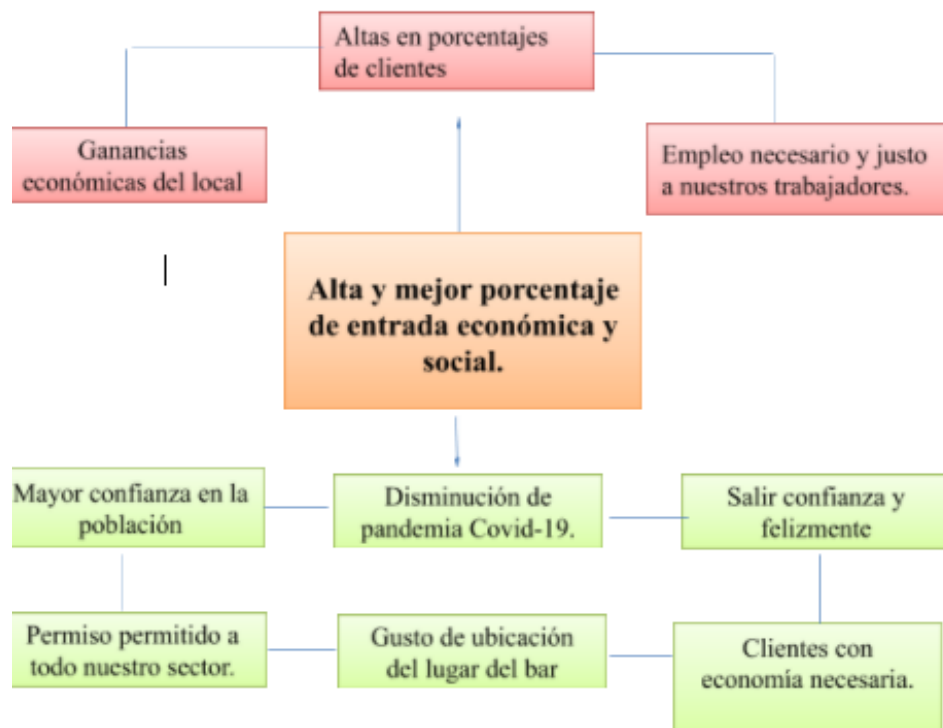 Altas en porcentajes
de clientes
Ganancias
económicas del local
Empleo necesario y justo
a nuestros trabajadores.
Alta y mejor porcentaje
de entrada económica y
social.
Mayor confianza en la
población
Disminución de
pandemia Covid-19.
Salir confianza y
felizmente
Permiso permitido a
todo nuestro sector.
Gusto de ubicación
del lugar del bar
Clientes con
economía necesaria.